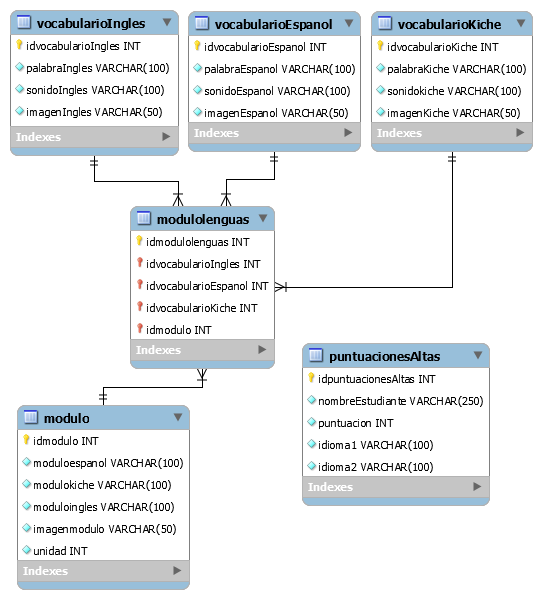 vocabularioIngles
idvocabularioIngles INT
palabraIngles VARCHAR(100)
sonidoIngles VARCHAR(100)
imagenIngles VARCHAR(50)
Indexes
vocabularioEspanol
idvocabularioEspanol INT
palabraEspanol VARCHAR(100)
sonidoEspanol VARCHAR(100)
imagenEspanol VARCHAR(50)
Indexes
vocabularioKiche
idvocabularioKiche INT
palabraKiche VARCHAR(100)
sonidokiche VARCHAR(100)
imagenKiche VARCHAR(50)
Indexes
modulolenguas
idmodulolenguas INT
idvocabularioIngles INT
idvocabularioEspanol INT
idvocabularioKiche INT
idmodulo INT
Indexes
puntuacionesAltas
idpuntuacionesAltas INT
nombreEstudiante VARCHAR(250)
puntuacion INT
idioma1 VARCHAR(100)
idioma2 VARCHAR(100)
Indexes
modulo
idmodulo INT
moduloespanol VARCHAR(100)
modulokiche VARCHAR(100)
moduloingles VARCHAR(100)
imagenmodulo VARCHAR(50)
unidad INT
Indexes